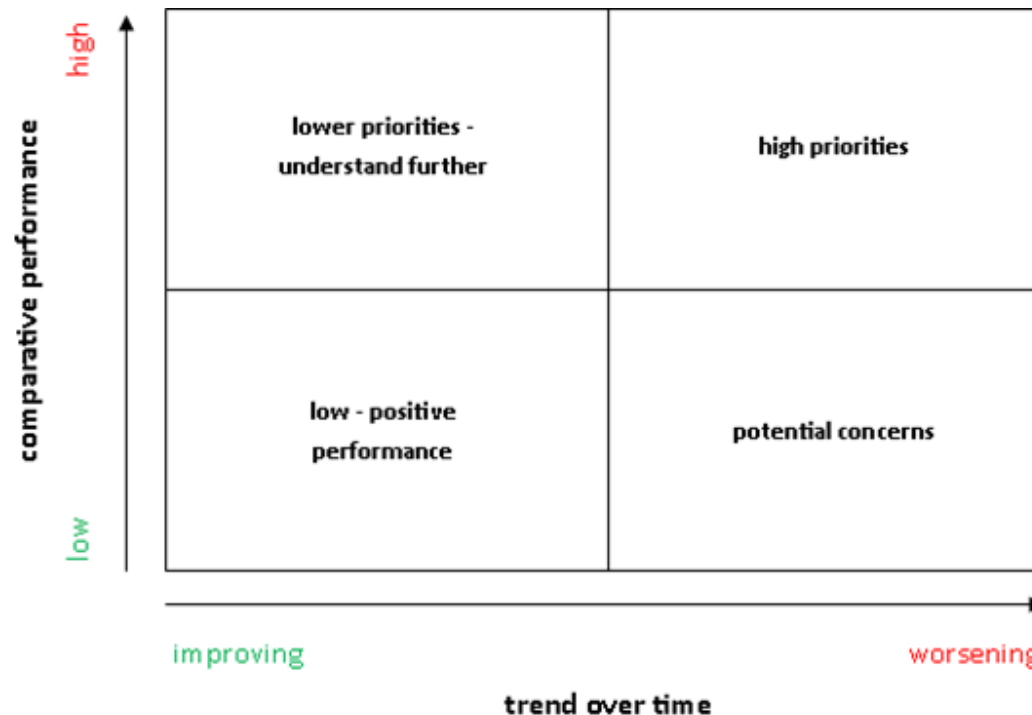 high
lower priorities -
understand further
high priorities
comparative performance
low - positive
performance
potential concerns
low
improving
worsening
trend over time